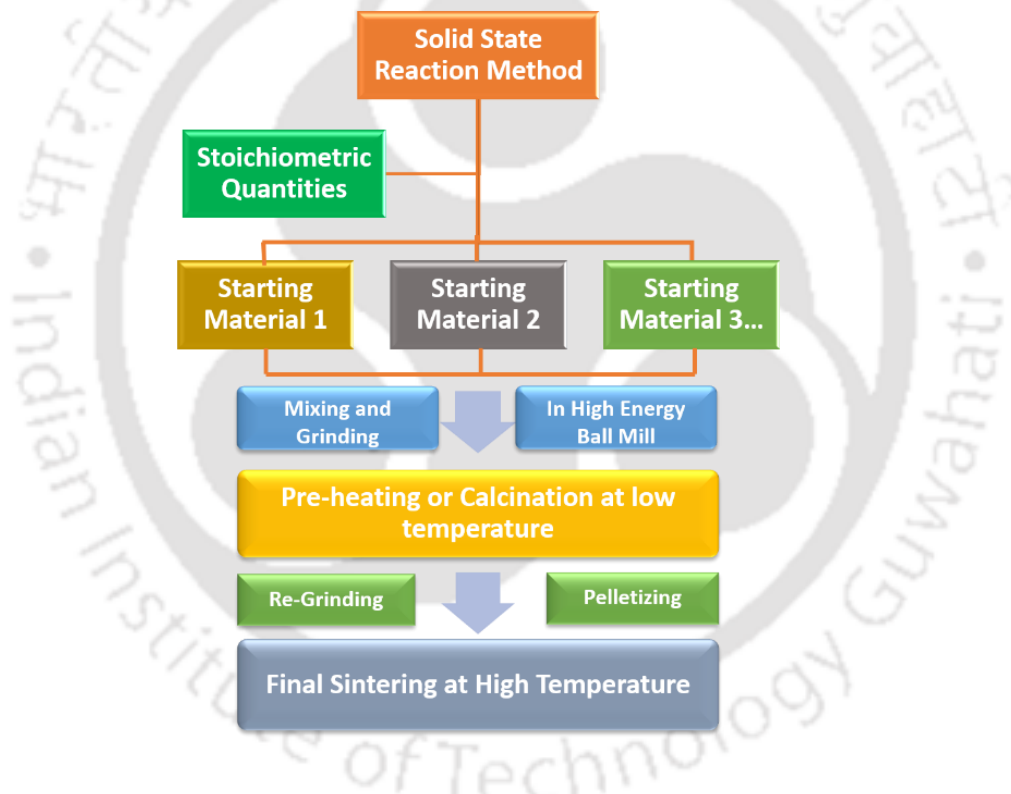 Solid State
Reaction Method
Stoichiometric
Quantities
Starting
Material 1
Starting
Material 2
Starting
Material 3...
Mixing and
Grinding
In High Energy
Ball Mill
Pre-heating or Calcination at low
temperature
Re-Grinding
Pelletizing
Final Sintering at High Temperature
Indian Institute of Technology Guwahati